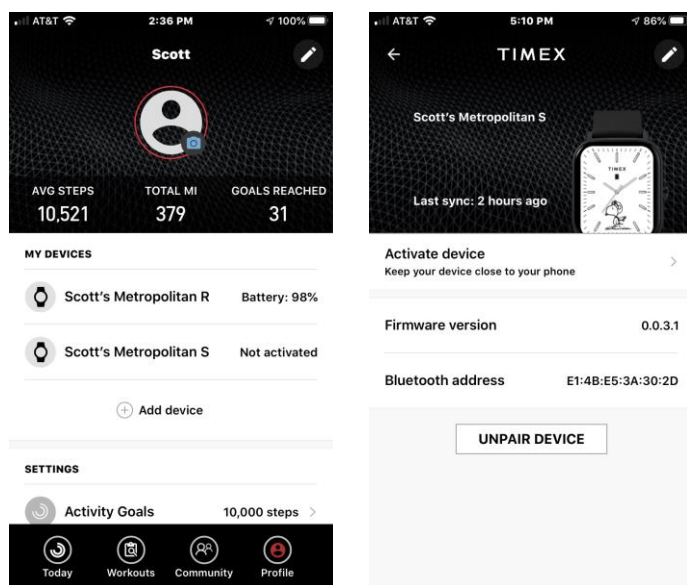 AT&T 2:36 PM 100%
Scott
AVG STEPS TOTAL MI GOALS REACHED
10,521 379 31
MY DEVICES
Scott's Metropolitan R Battery: 98%
Scott's Metropolitan S Not activated
Add device
SETTINGS
Activity Goals 10,000 steps
Today Workouts Community Profile
AT&T 5:10 PM 86%
TIMEX
Scott's Metropolitan S
TIMEX
Last sync: 2 hours ago
Activate device
Keep your device close to your phone
Firmware version 0.0.3.1
Bluetooth address E1:4B:E5:3A:30:2D
UNPAIR DEVICE